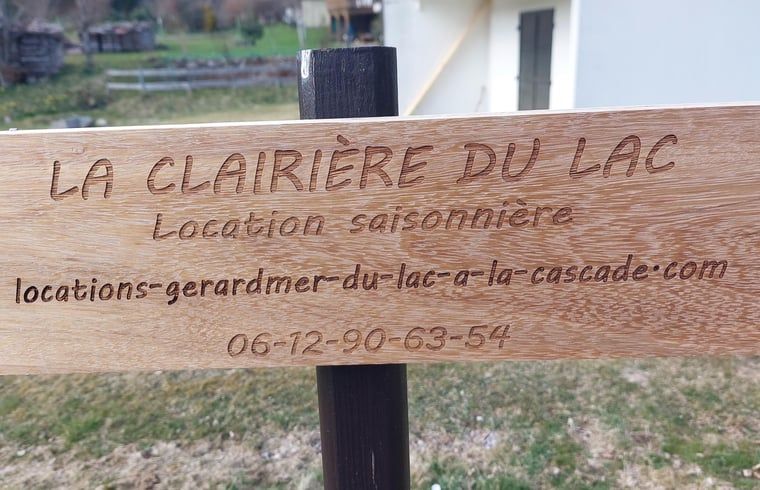 LA CLAIRIÈRE DU LAC
Location saisonnière
locations-gerardmer-du-lac-a-la-cascade.com
06-12-90-63-54